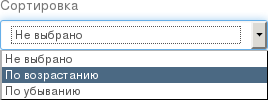 Сортировка
Не выбрано
Не выбрано
По возрастанию
По убыванию